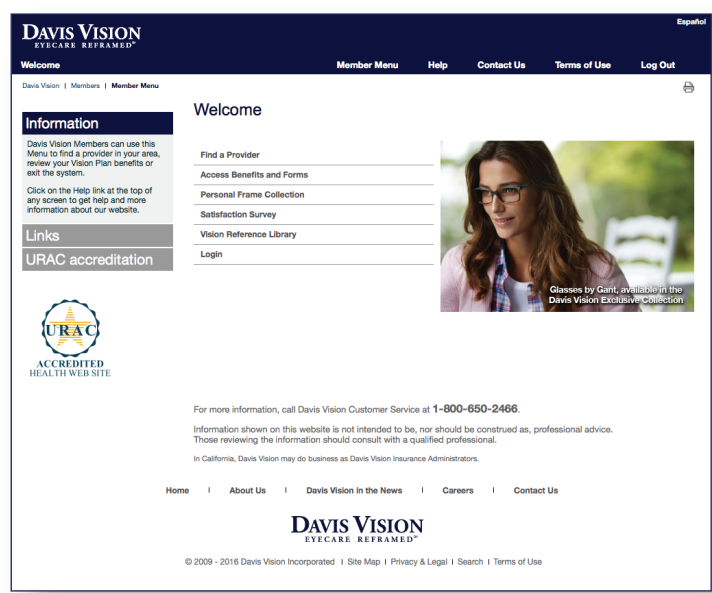 Español
DAVIS VISION
EYECARE REFRAMED℠
Welcome
Member Menu Help Contact Us Terms of Use Log Out
Davis Vision | Members | Member Menu
Information
Davis Vision Members can use this
Menu to find a provider in your area,
review your Vision Plan benefits or
exit the system.
Click on the Help link at the top of
any screen to get help and more
information about our website.
Links
URAC accreditation
URAC
ACCREDITED
HEALTH WEB SITE
Welcome
Find a Provider
Access Benefits and Forms
Personal Frame Collection
Satisfaction Survey
Vision Reference Library
Login
Glasses by Gant, available in the
Davis Vision Exclusive Collection
For more information, call Davis Vision Customer Service at 1-800-650-2466.
Information shown on this website is not intended to be, nor should be construed as, professional advice.
Those reviewing the information should consult with a qualified professional.
In California, Davis Vision may do business as Davis Vision Insurance Administrators.
Home | About Us | Davis Vision in the News | Careers | Contact Us
DAVIS VISION
EYECARE REFRAMED℠
© 2009 - 2016 Davis Vision Incorporated | Site Map | Privacy & Legal | Search | Terms of Use